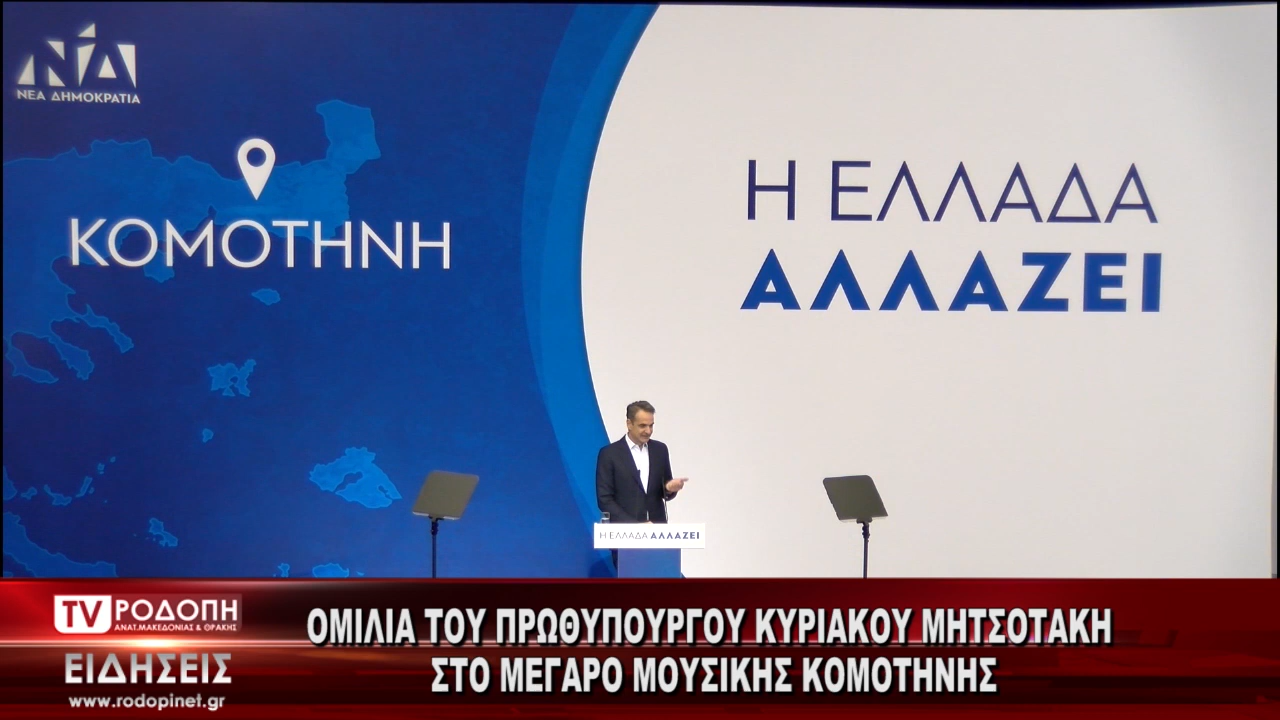 ΝΔ
ΝΕΑ ΔΗΜΟΚΡΑΤΙΑ
ΚΟΜΟΤΗΝΗ
Η ΕΛΛΑΔΑ
ΑΛΛΑΖΕΙ
Η ΕΛΛΑΔΑ ΑΛΛΑΖΕΙ
TV ΡΟΔΟΠΗ
ΑΝΑΤ.ΜΑΚΕΔΟΝΙΑΣ & ΘΡΑΚΗΣ
ΕΙΔΗΣΕΙΣ
www.rodopinet.gr
ΟΜΙΛΙΑ ΤΟΥ ΠΡΩΘΥΠΟΥΡΓΟΥ ΚΥΡΙΑΚΟΥ ΜΗΤΣΟΤΑΚΗ
ΣΤΟ ΜΕΓΑΡΟ ΜΟΥΣΙΚΗΣ ΚΟΜΟΤΗΝΗΣ